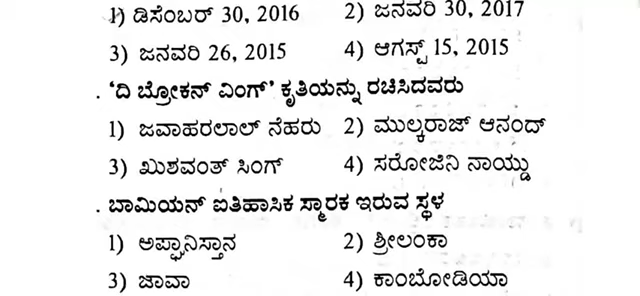 1) ಡಿಸೆಂಬರ್ 30, 2016 2) ಜನವರಿ 30, 2017
3) ಜನವರಿ 26, 2015 4) ಆಗಸ್ಟ್ 15, 2015
. 'ದಿ ಬ್ರೋಕನ್ ವಿಂಗ್' ಕೃತಿಯನ್ನು ರಚಿಸಿದವರು
1) ಜವಾಹರಲಾಲ್ ನೆಹರು 2) ಮುಲ್ಕರಾಜ್ ಆನಂದ್
3) ಖುಶವಂತ್ ಸಿಂಗ್ 4) ಸರೋಜಿನಿ ನಾಯ್ಡು
. ಬಾಮಿಯನ್ ಐತಿಹಾಸಿಕ ಸ್ಮಾರಕ ಇರುವ ಸ್ಥಳ
1) ಅಫ್ಘಾನಿಸ್ತಾನ 2) ಶ್ರೀಲಂಕಾ
3) ಜಾವಾ 4) ಕಾಂಬೋಡಿಯಾ